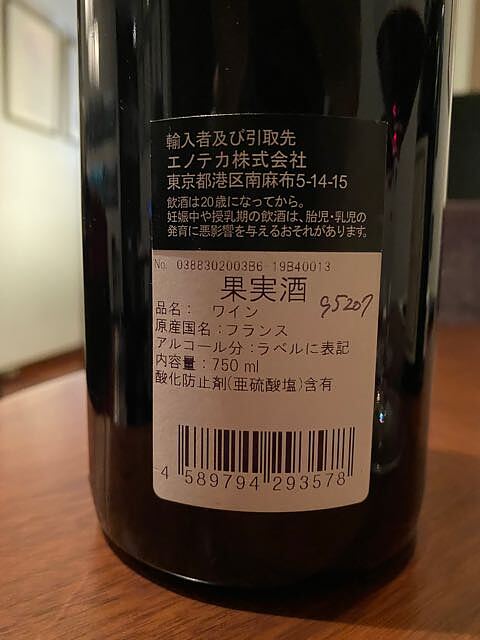 輸入者及び引取先
エノテカ株式会社
東京都港区南麻布5-14-15
飲酒は20歳になってから。
妊娠中や授乳期の飲酒は、胎児・乳児の
発育に悪影響を与えるおそれがあります。
No. 0388302003B6-19B40013
果実酒
品名： ワイン
原産国名：フランス
アルコール分：ラベルに表記
内容量：750 ml
酸化防止剤(亜硫酸塩)含有
4 589794 293578